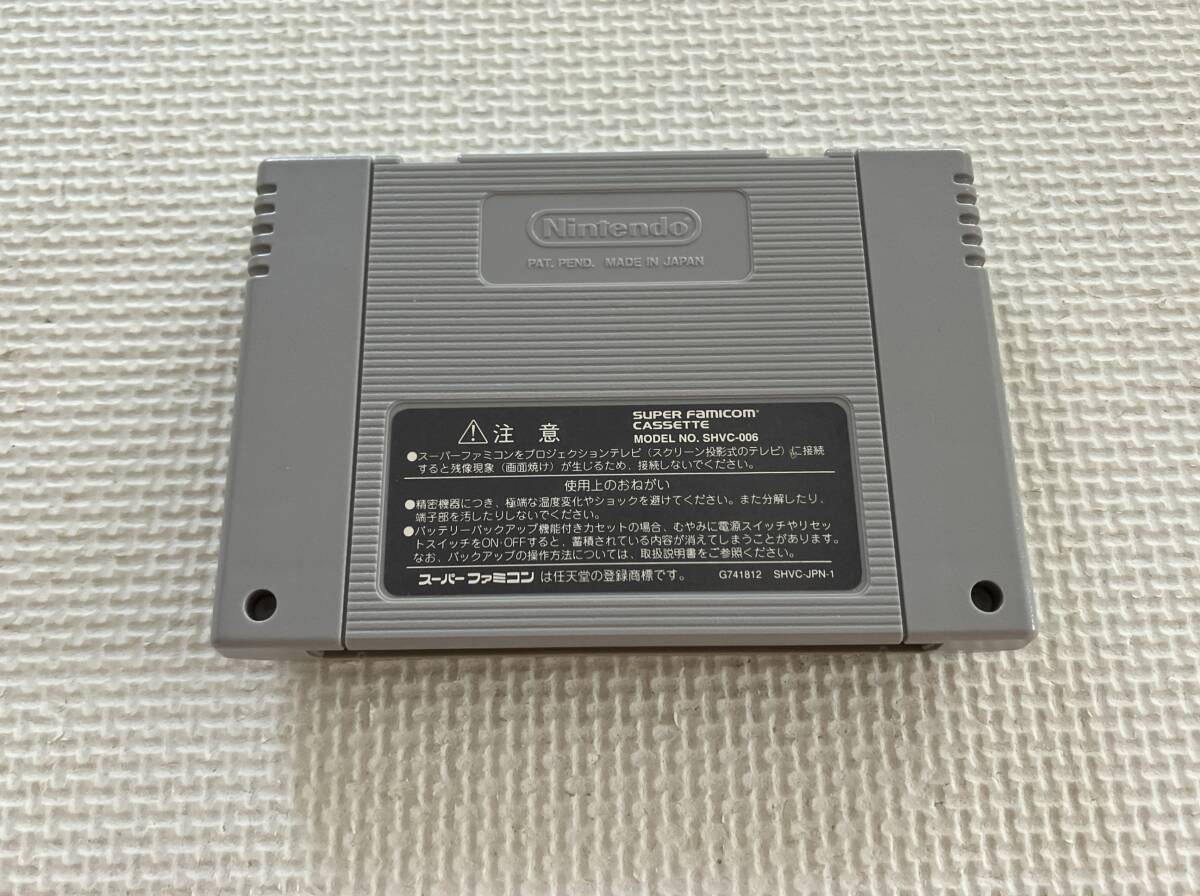 Nintendo
PAT. PEND. MADE IN JAPAN
⚠注 意
SUPER FAMICOM
CASSETTE
MODEL NO. SHVC-006
●スーパーファミコンをプロジェクションテレビ(スクリーン投影式のテレビ)に接続
すると残像現象(画面焼け)が生じるため、接続しないでください。
使用上のおねがい
●精密機器につき、極端な温度変化やショックを避けてください。また分解したり、
端子部を汚したりしないでください。
●バッテリーバックアップ機能付きカセットの場合、むやみに電源スイッチやリセッ
トスイッチをON・OFFすると、蓄積されている内容が消えてしまうことがあります。
なお、バックアップの操作方法については、取扱説明書をご参照ください。
スーパーファミコン は任天堂の登録商標です。 G741812 SHVC-JPN-1